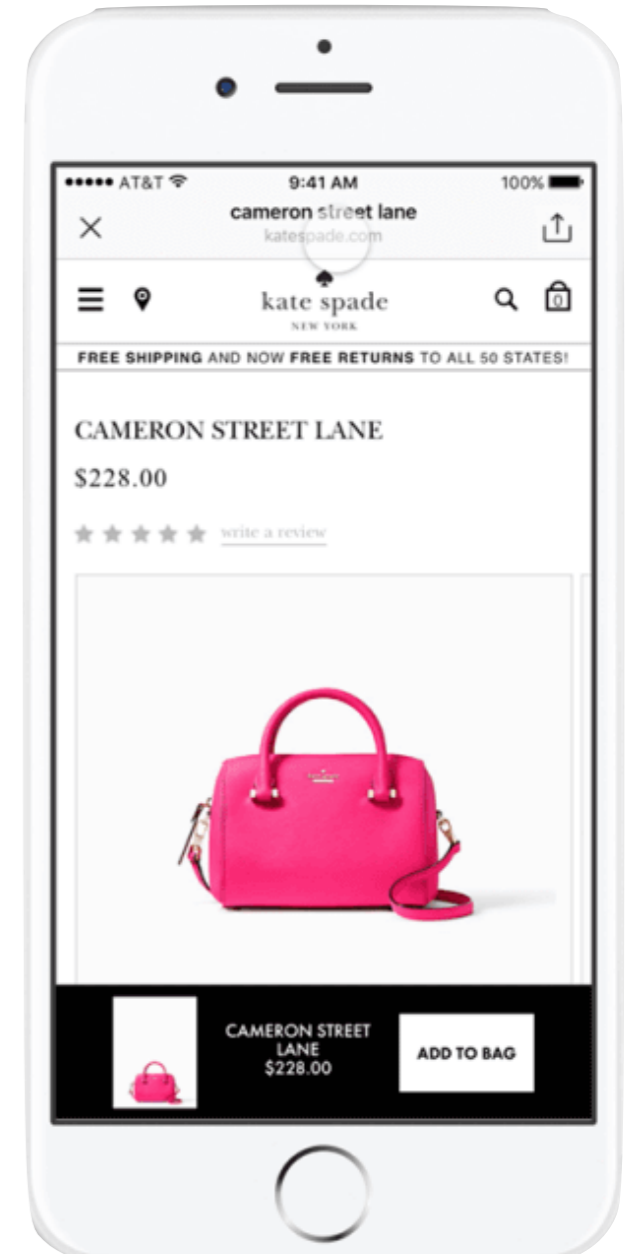 AT&T 9:41 AM 100%
cameron street lane
katespade.com
kate spade
NEW YORK
0
FREE SHIPPING AND NOW FREE RETURNS TO ALL 50 STATES!
CAMERON STREET LANE
$228.00
write a review
CAMERON STREET
LANE
$228.00
ADD TO BAG